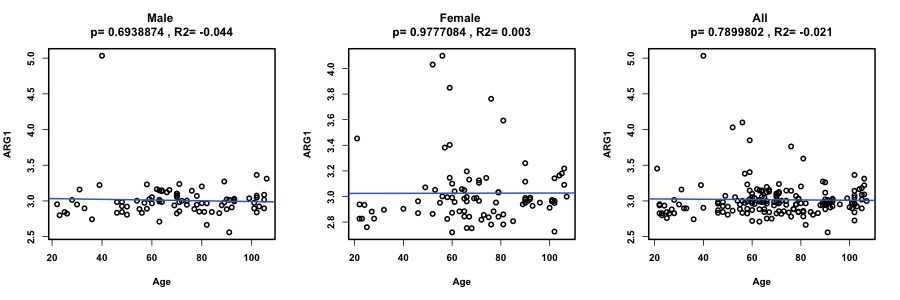 Male
p= 0.6938874 , R2= -0.044
ARG1
5.0
4.5
4.0
3.5
3.0
2.5
20 40 60 80 100
Age
Female
p= 0.9777084 , R2= 0.003
ARG1
4.0
3.8
3.6
3.4
3.2
3.0
2.8
20 40 60 80 100
Age
All
p= 0.7899802 , R2= -0.021
ARG1
5.0
4.5
4.0
3.5
3.0
2.5
20 40 60 80 100
Age